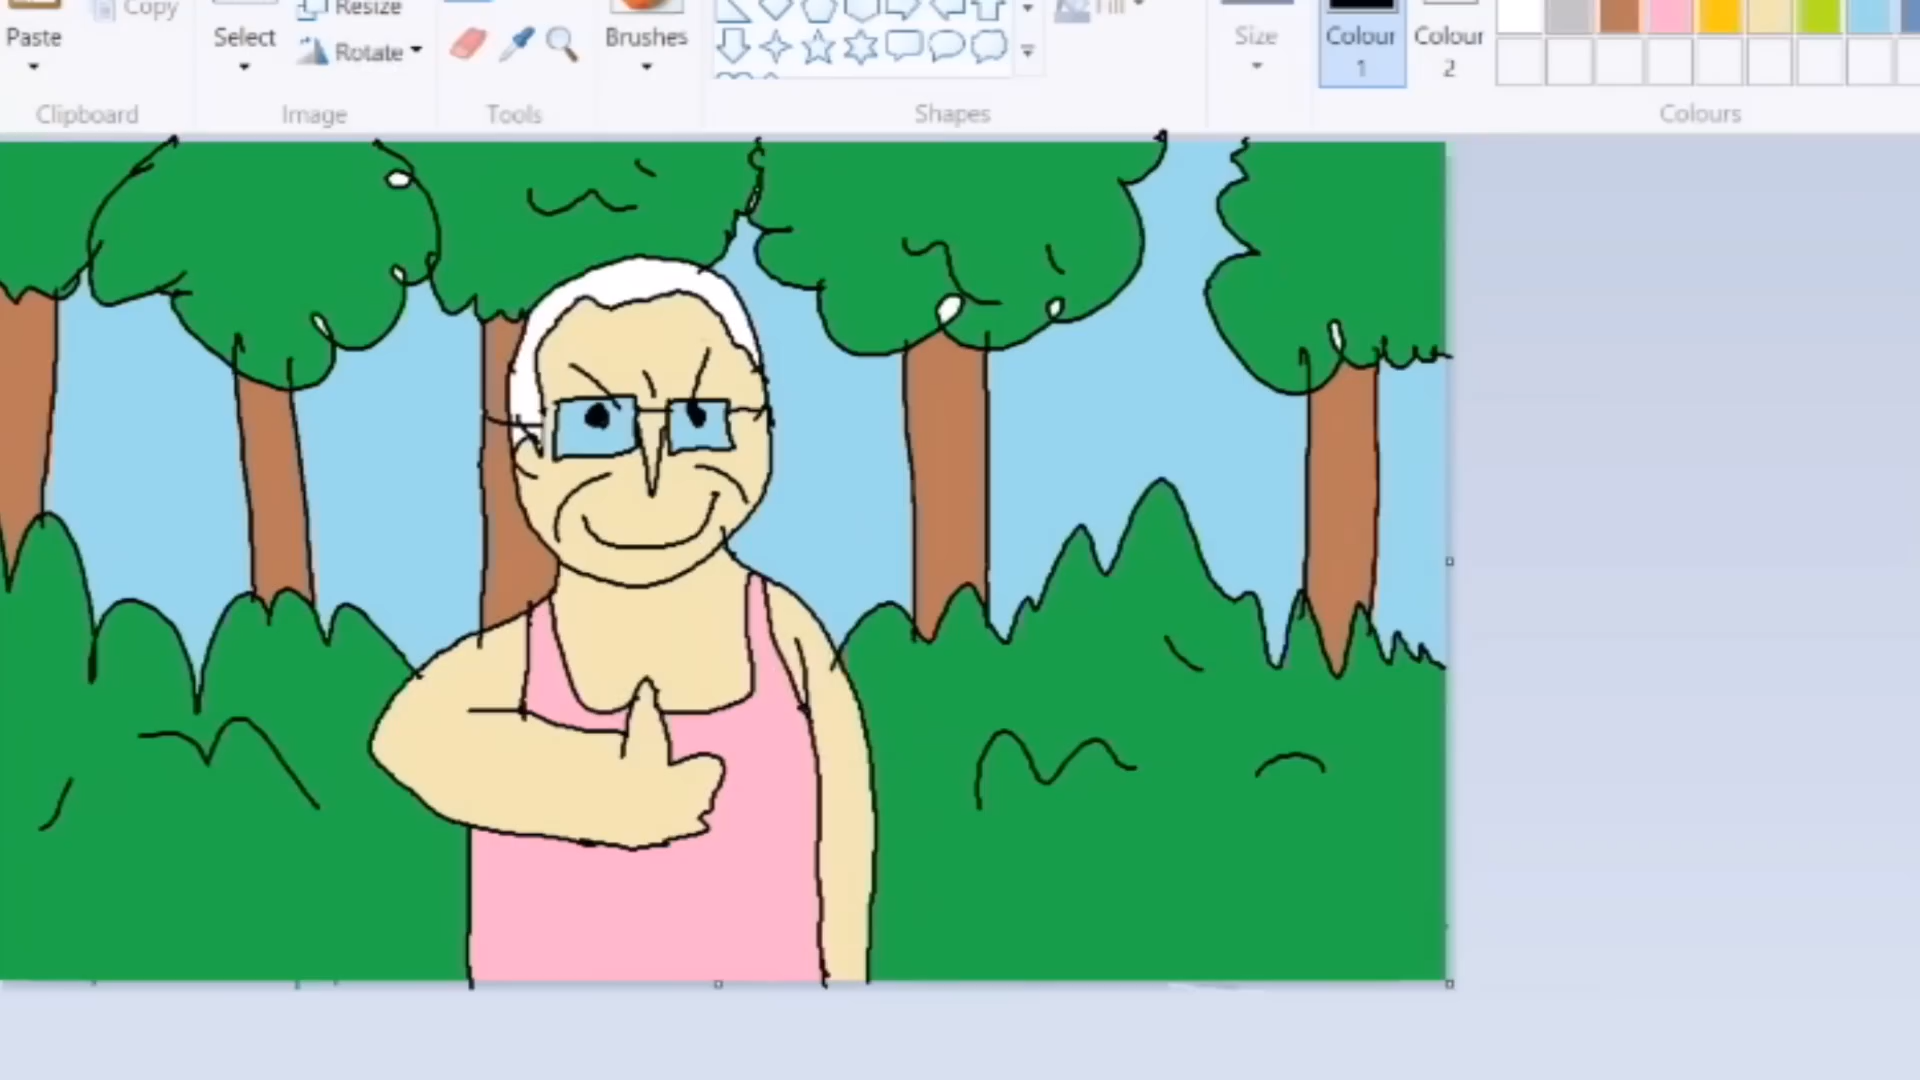 Copy
Resize
Paste
Select
Rotate
Brushes
Fill
Size
Colour
1
Colour
2
Clipboard
Image
Tools
Shapes
Colours